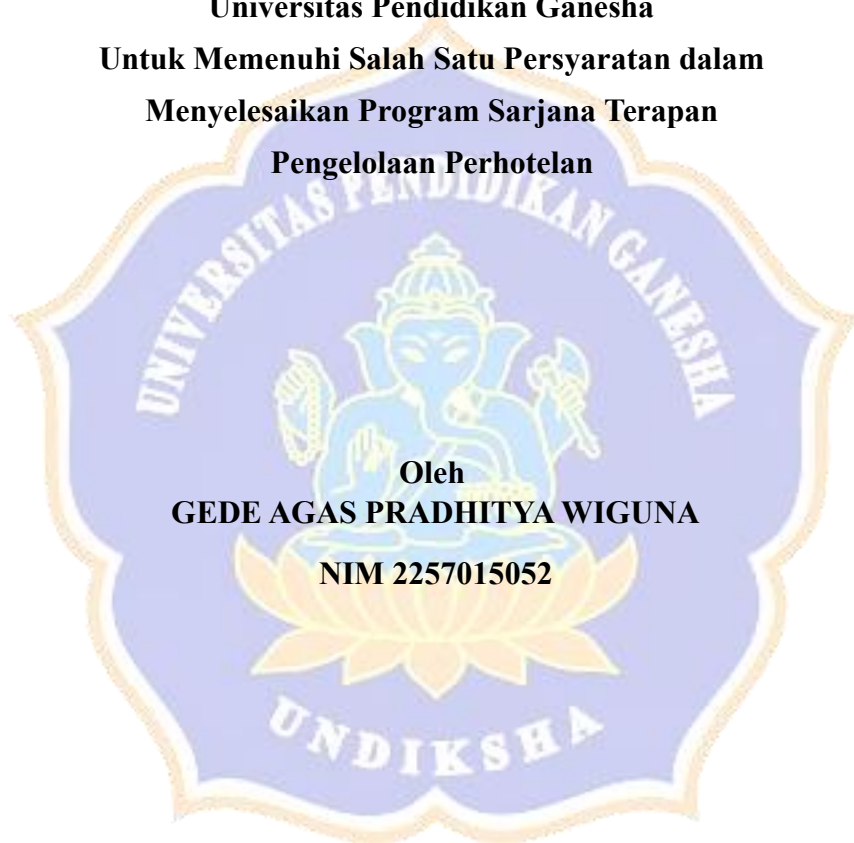 Universitas Pendidikan Ganesha
Untuk Memenuhi Salah Satu Persyaratan dalam
Menyelesaikan Program Sarjana Terapan
Pengelolaan Perhotelan
UNIVERSITAS PENDIDIKAN GANESHA
Oleh
GEDE AGAS PRADHITYA WIGUNA
NIM 2257015052
UNDIKSHA